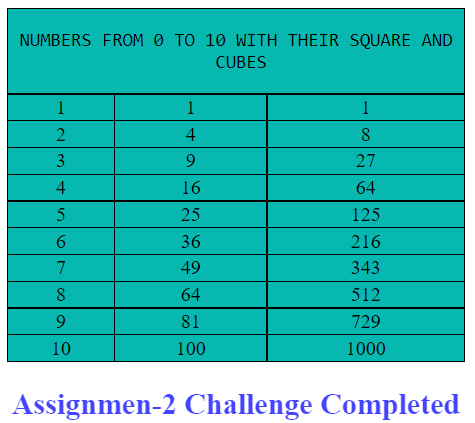 NUMBERS FROM 0 TO 10 WITH THEIR SQUARE AND
CUBES
1 1 1
2 4 8
3 9 27
4 16 64
5 25 125
6 36 216
7 49 343
8 64 512
9 81 729
10 100 1000
Assignmen-2 Challenge Completed